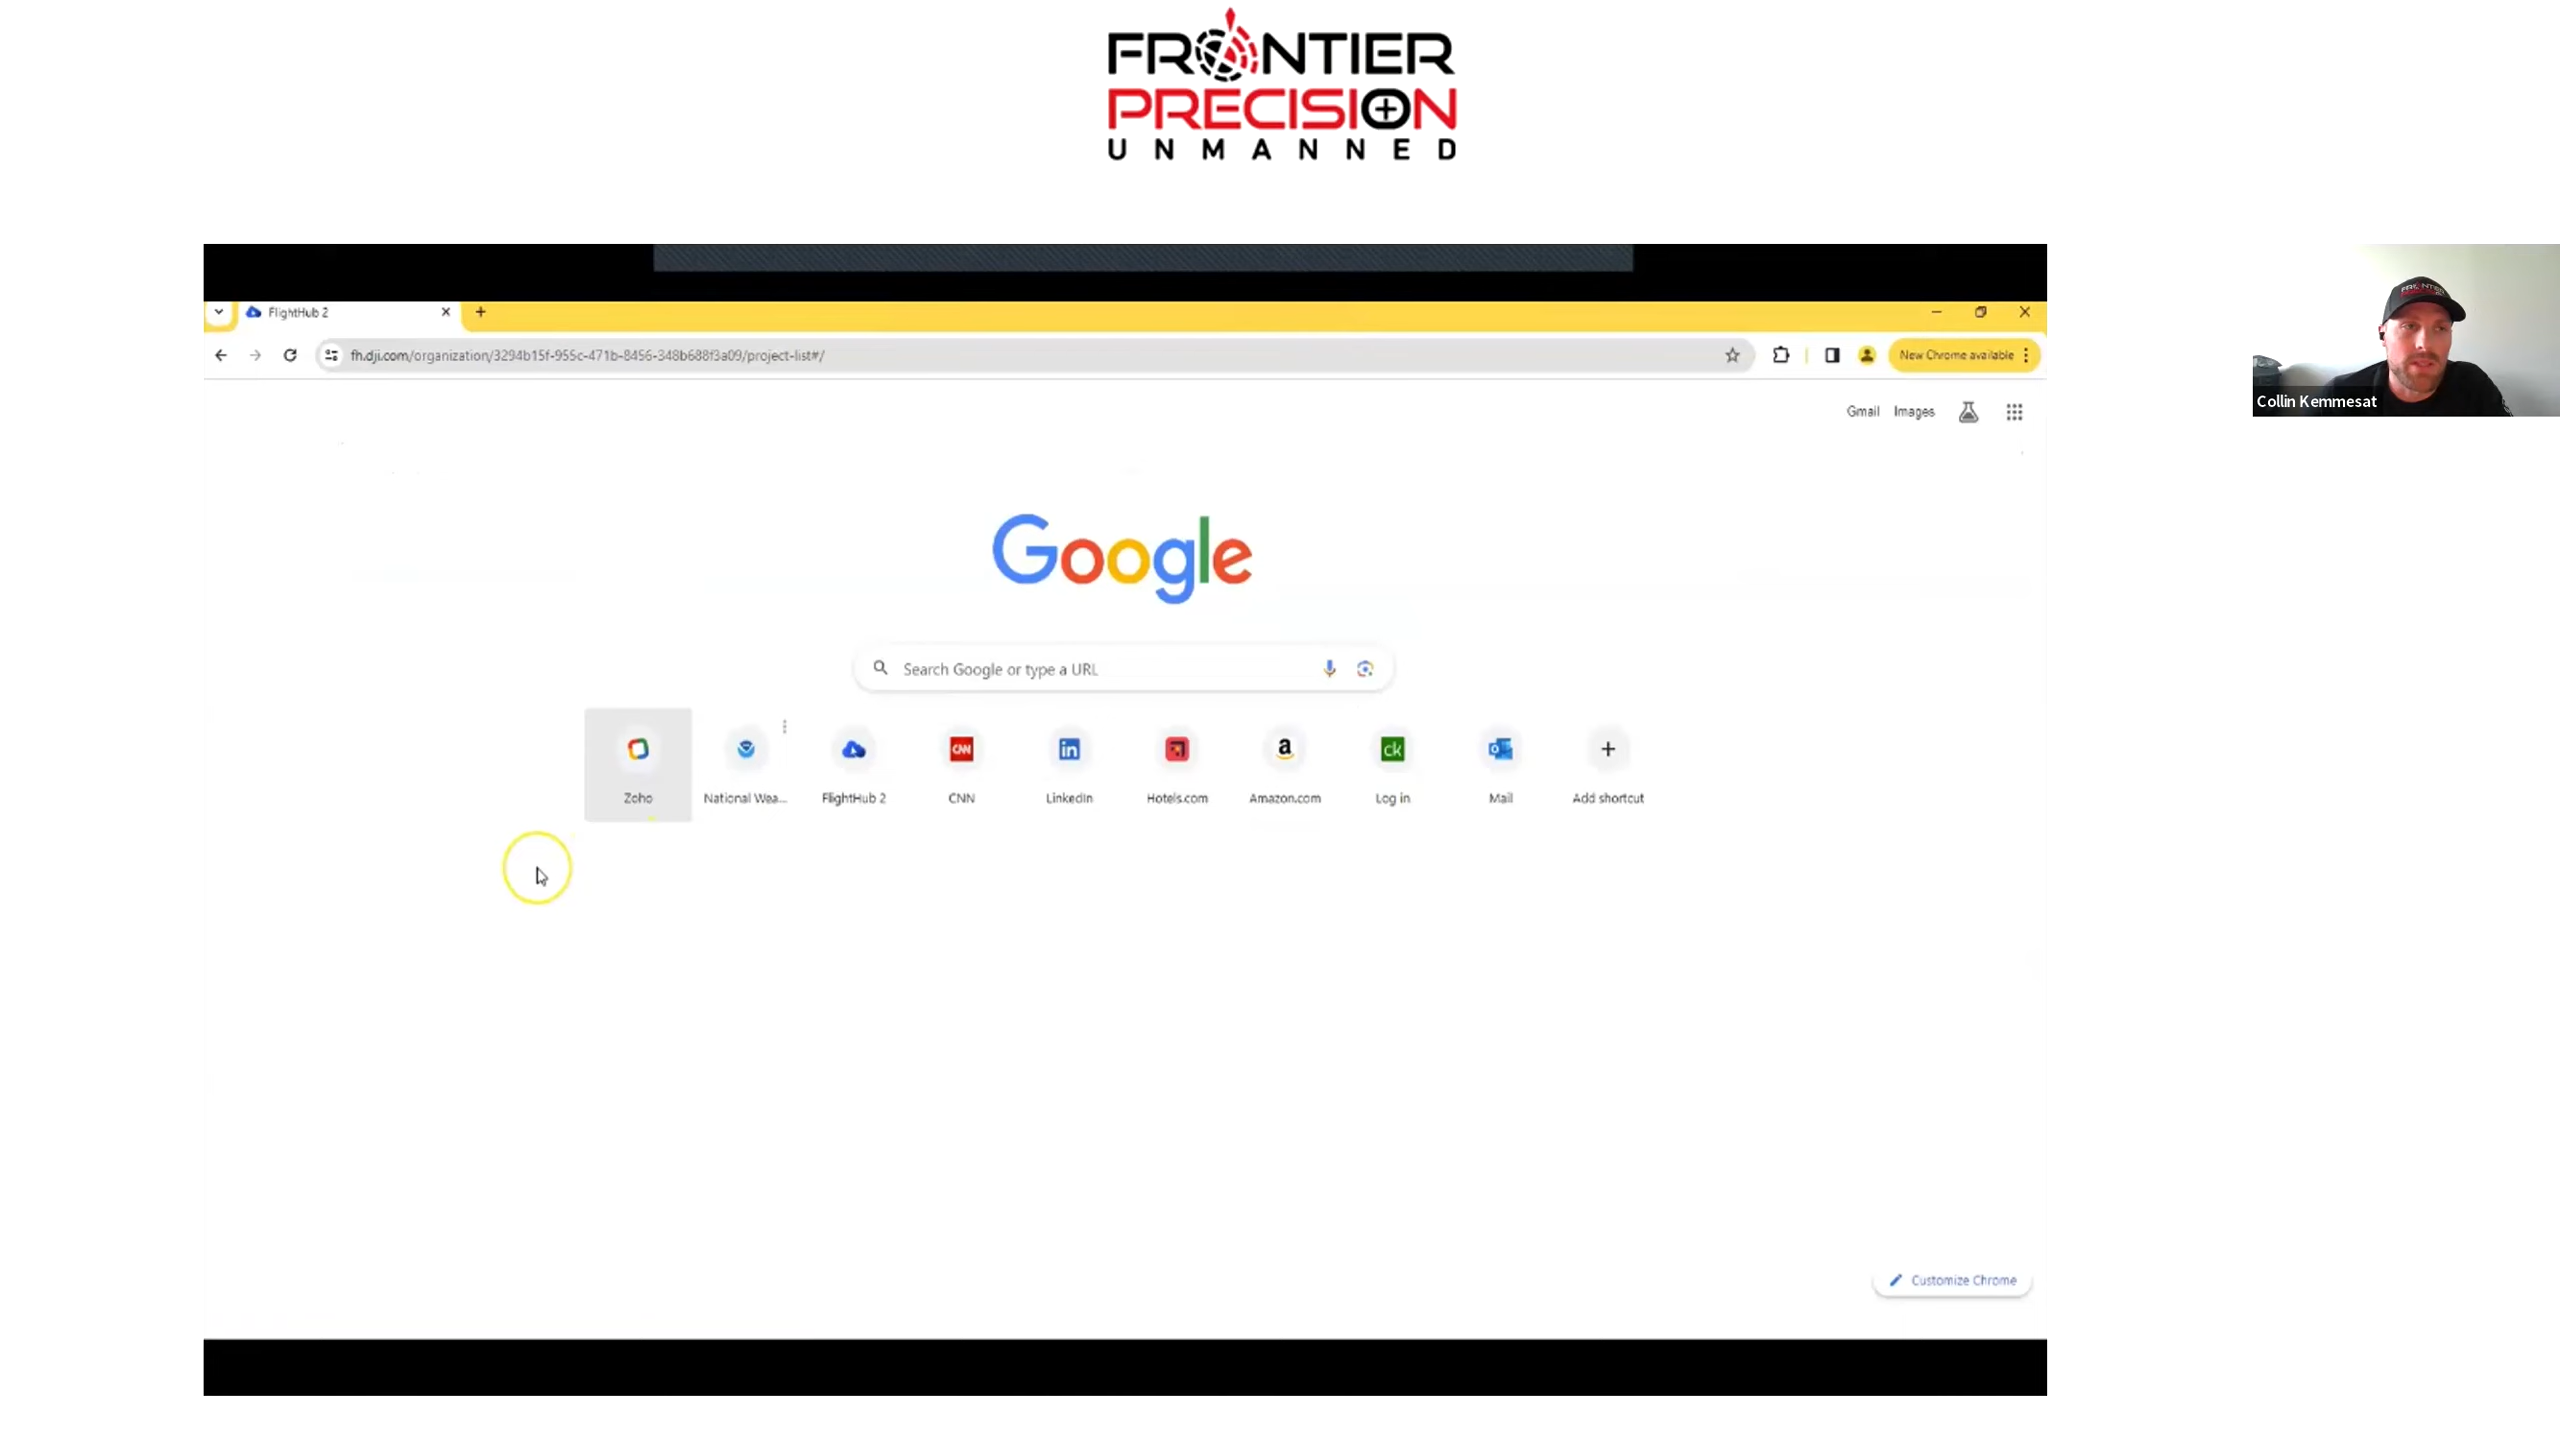 FRONTIER
PRECISION
UNMANNED
FlightHub 2
fh.dji.com/organization/3294b15f-955c-471b-8456-348b688f3a09/project-list#/
New Chrome available
Gmail Images
Google
Search Google or type a URL
Zoho National Wea... FlightHub 2 CNN LinkedIn Hotels.com Amazon.com Log in Mail Add shortcut
Customize Chrome
FRONTIER
Collin Kemmesat